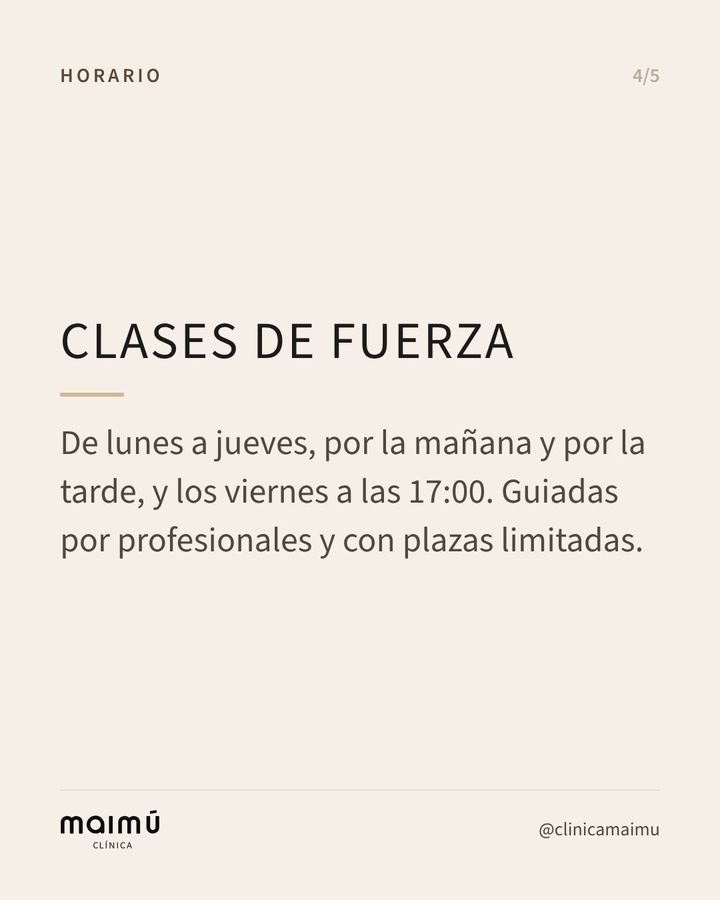 HORARIO
4/5
CLASES DE FUERZA
De lunes a jueves, por la mañana y por la
tarde, y los viernes a las 17:00. Guiadas
por profesionales y con plazas limitadas.
maimú
CLÍNICA
@clinicamaimu